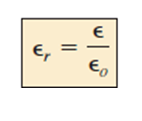 ϵᵣ = ϵ / ϵₒ